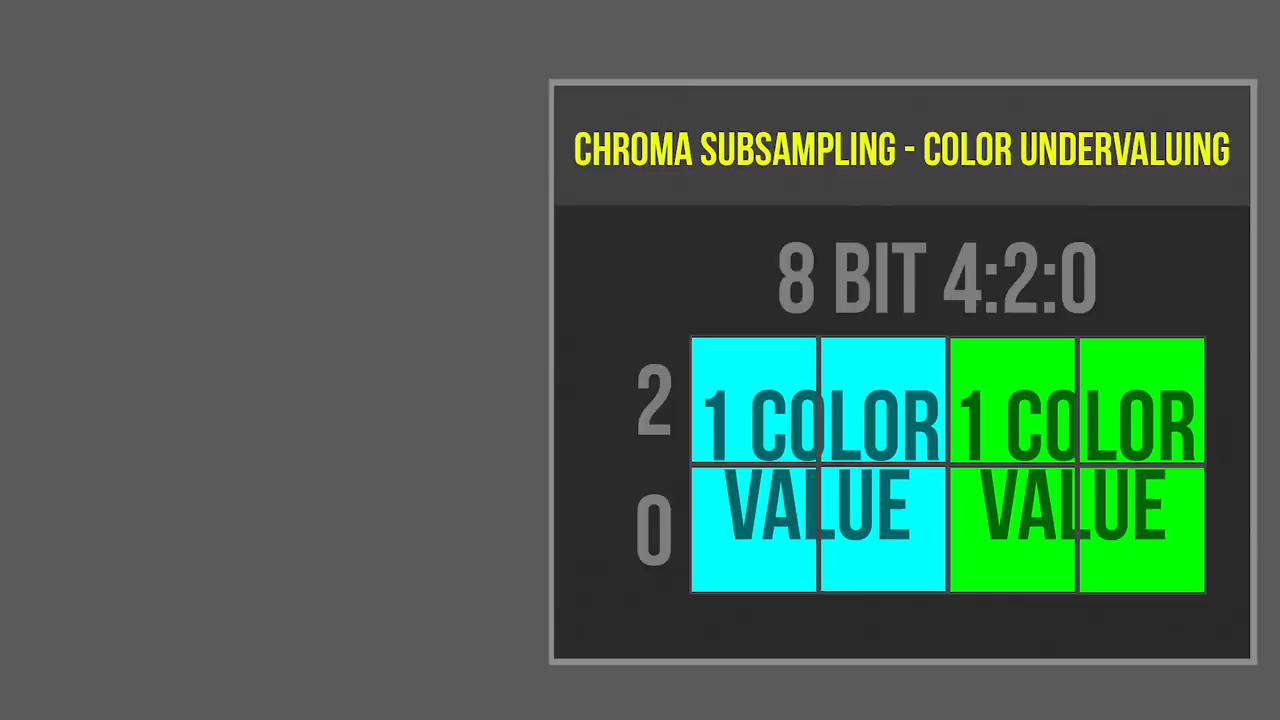 CHROMA SUBSAMPLING - COLOR UNDERVALUING
8 BIT 4:2:0
2
1 COLOR VALUE
1 COLOR VALUE
0